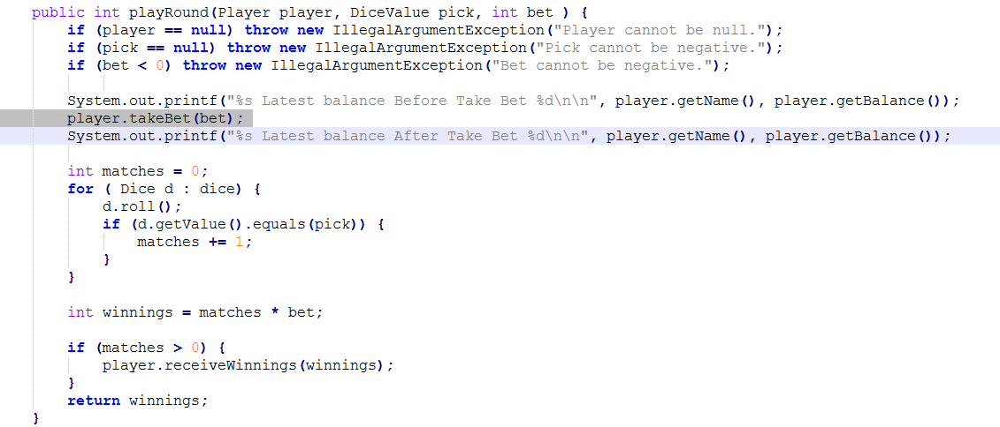 public int playRound(Player player, DiceValue pick, int bet ) {
if (player == null) throw new IllegalArgumentException("Player cannot be null.");
if (pick == null) throw new IllegalArgumentException("Pick cannot be negative.");
if (bet < 0) throw new IllegalArgumentException("Bet cannot be negative.");
System.out.printf("%s Latest balance Before Take Bet %d\n\n", player.getName(), player.getBalance());
player.takeBet(bet);
System.out.printf("%s Latest balance After Take Bet %d\n\n", player.getName(), player.getBalance());
int matches = 0;
for ( Dice d : dice) {
d.roll();
if (d.getValue().equals(pick)) {
matches += 1;
}
}
int winnings = matches * bet;
if (matches > 0) {
player.receiveWinnings(winnings);
}
return winnings;
}